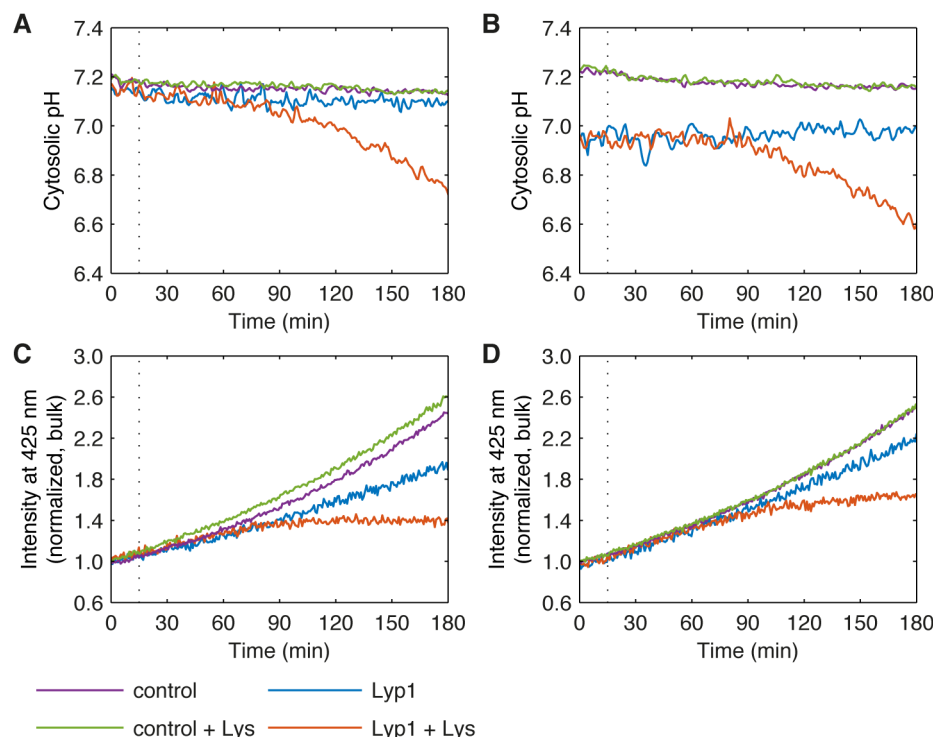 A
B
7.4
7.2
7.0
6.8
6.6
6.4
Cytosolic pH
0 30 60 90 120 150 180
Time (min)
7.4
7.2
7.0
6.8
6.6
6.4
Cytosolic pH
0 30 60 90 120 150 180
Time (min)
C
D
3.0
2.6
2.2
1.8
1.4
1.0
0.6
Intensity at 425 nm
(normalized, bulk)
0 30 60 90 120 150 180
Time (min)
3.0
2.6
2.2
1.8
1.4
1.0
0.6
Intensity at 425 nm
(normalized, bulk)
0 30 60 90 120 150 180
Time (min)
control
Lyp1
control + Lys
Lyp1 + Lys